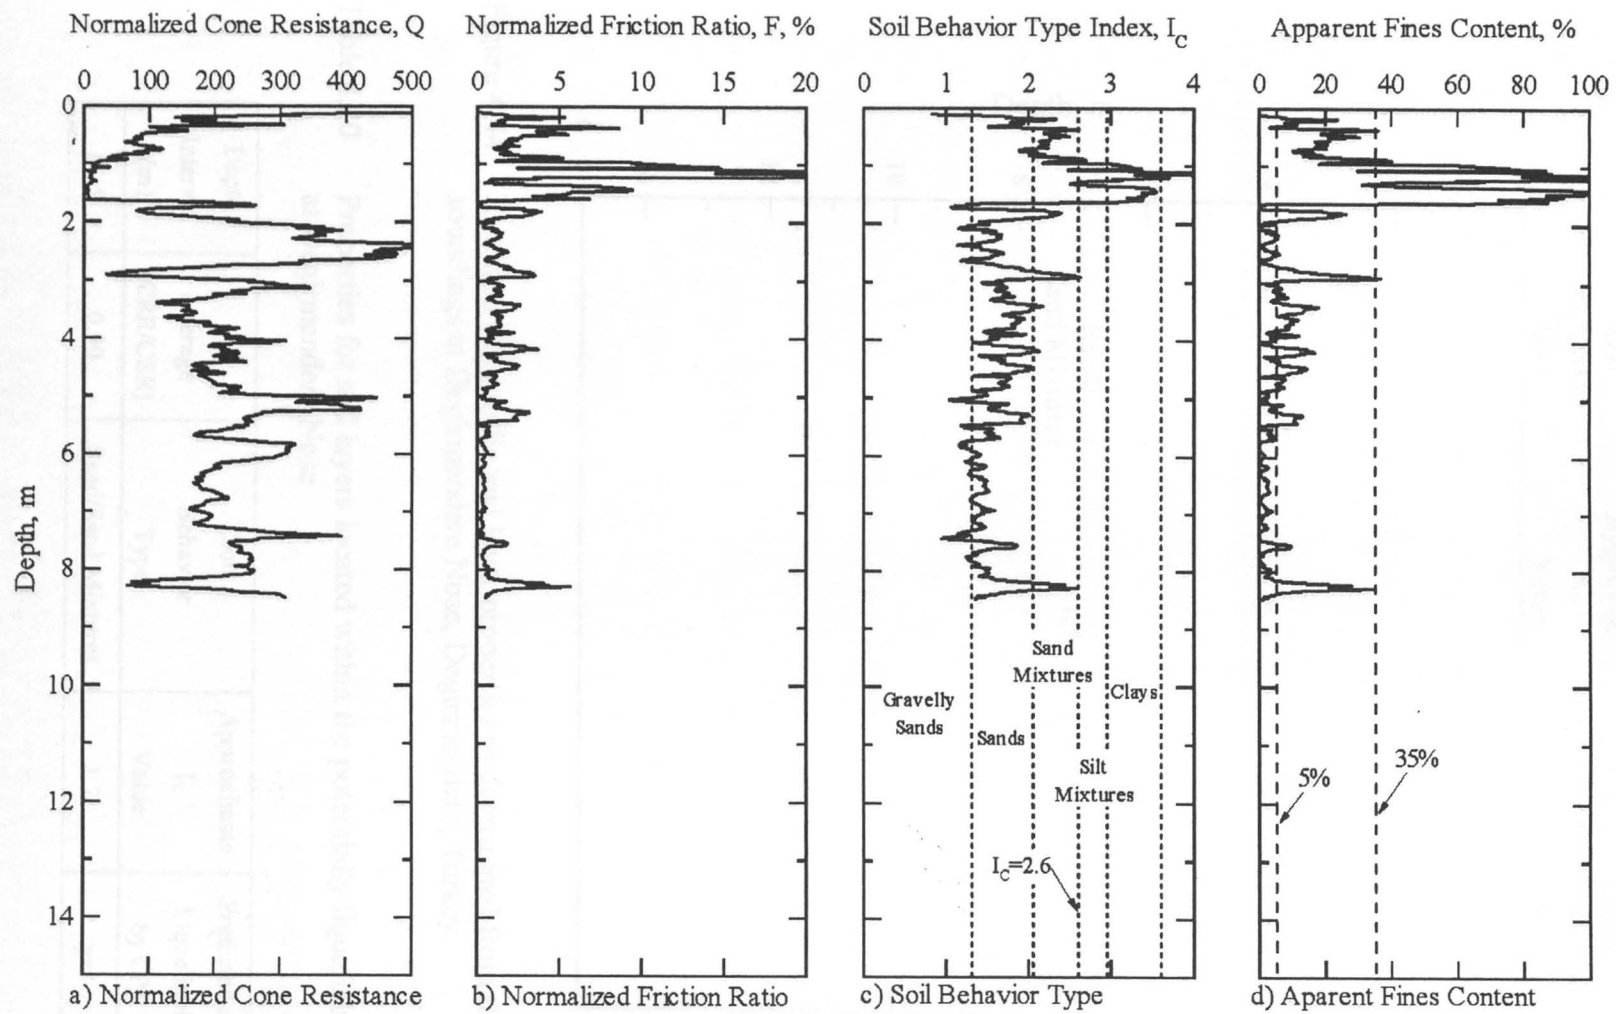 Normalized Cone Resistance, Q
0 100 200 300 400 500
Normalized Friction Ratio, F, %
0 5 10 15 20
Soil Behavior Type Index, I_C
0 1 2 3 4
Apparent Fines Content, %
0 20 40 60 80 100
Depth, m
0
2
4
6
8
10
12
14
Gravelly
Sands
Sands
Sand
Mixtures
Clays
Silt
Mixtures
I_C=2.6
5%
35%
a) Normalized Cone Resistance
b) Normalized Friction Ratio
c) Soil Behavior Type
d) Aparent Fines Content